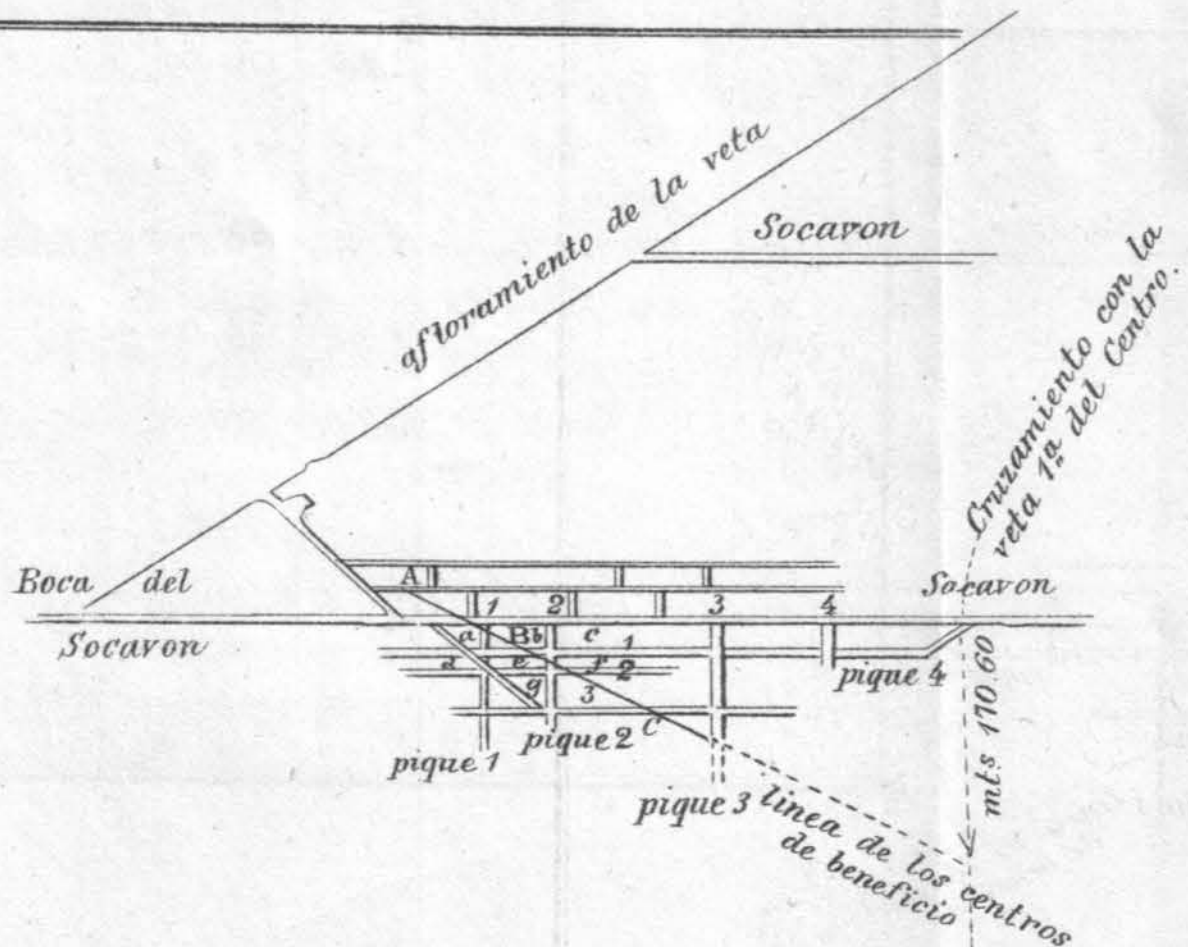 afloramiento de la veta
Socavon
Cruzamiento con la
veta 1ª del Centro.
Boca del
Socavon
Socavon
A
1 2 3 4
a B b c 1
d e f 2
g 3
C
pique 1
pique 2
pique 3
pique 4
mts 170.60
linea de los centros
de beneficio